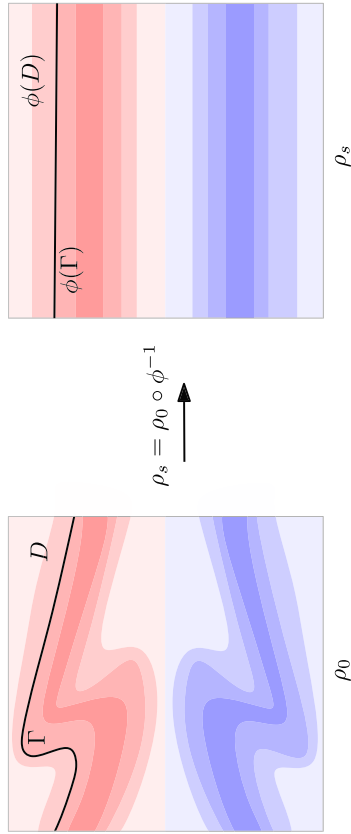 Γ
D
ρ₀
ρₛ = ρ₀ ∘ ϕ⁻¹
ϕ(Γ)
ϕ(D)
ρₛ